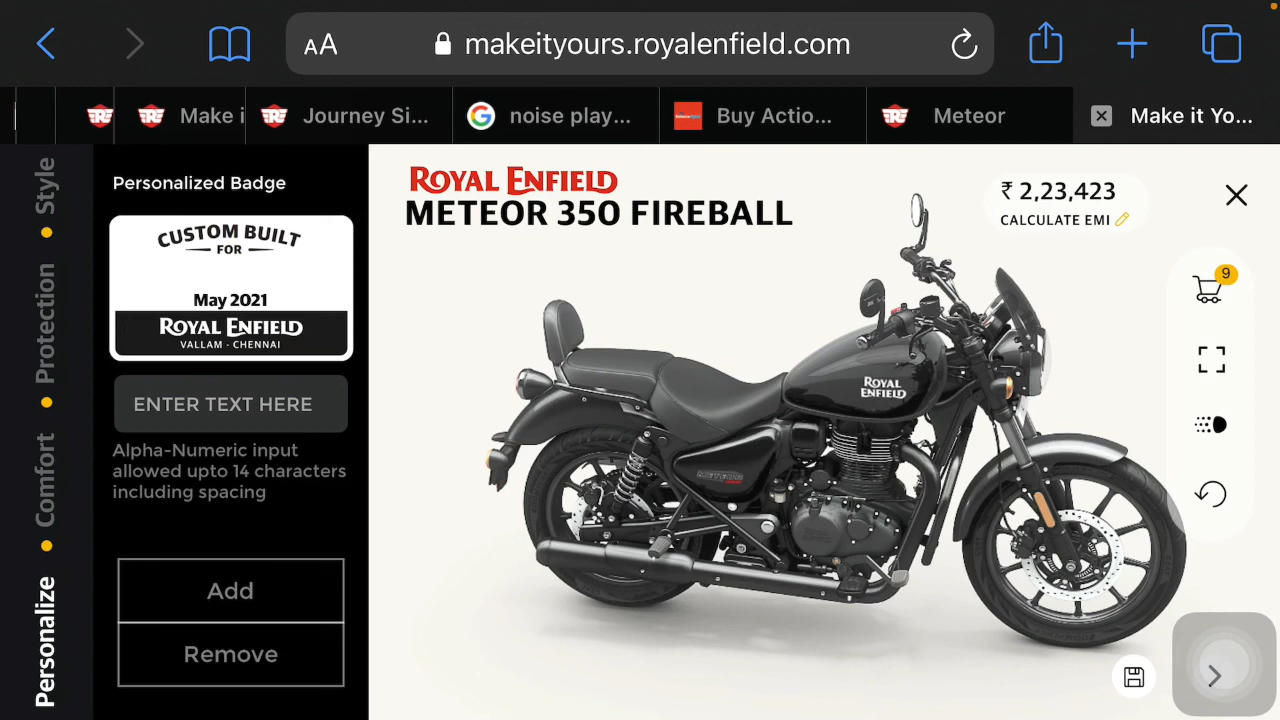 AA
makeityours.royalenfield.com
Make i
Journey Si...
noise play...
Buy Actio...
Meteor
Make it Yo...
Style
Protection
Comfort
Personalize
Personalized Badge
CUSTOM BUILT
FOR
May 2021
ROYAL ENFIELD
VALLAM - CHENNAI
ENTER TEXT HERE
Alpha-Numeric input
allowed upto 14 characters
including spacing
Add
Remove
ROYAL ENFIELD
METEOR 350 FIREBALL
₹ 2,23,423
CALCULATE EMI
9
ROYAL
ENFIELD
METEOR